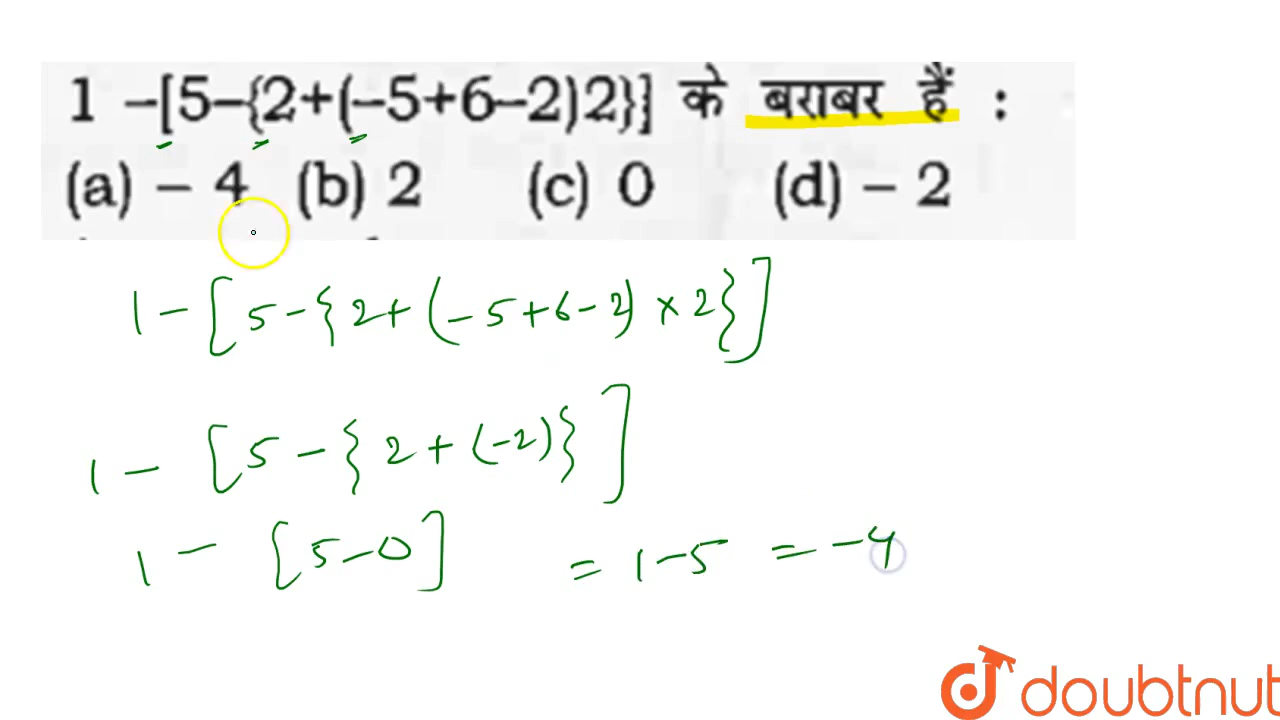 1 –[5–{2+(–5+6–2)2}] के बराबर हैं :
(a) – 4 (b) 2 (c) 0 (d) – 2
1 - [5 - {2 + (-5+6-2) × 2}]
1 - [5 - {2 + (-2)}]
1 - [5-0] = 1-5 = -4
doubtnut